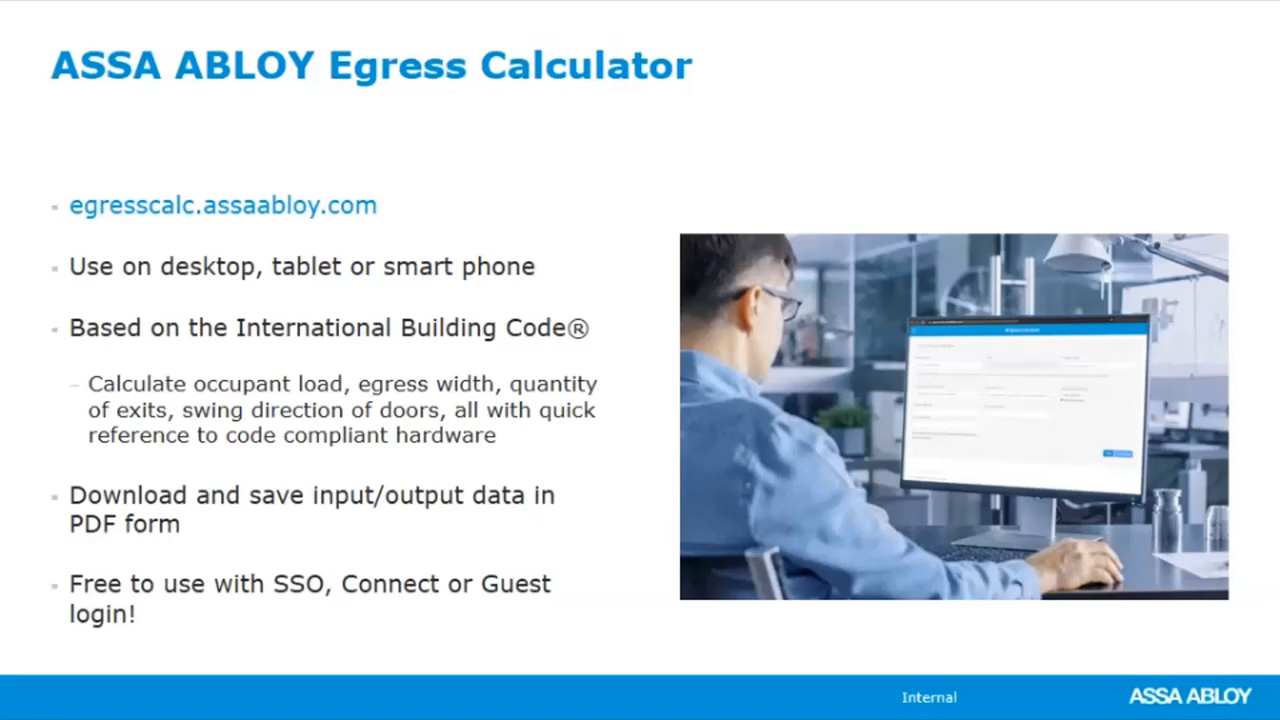 ASSA ABLOY Egress Calculator
egresscalc.assaabloy.com
Use on desktop, tablet or smart phone
Based on the International Building Code®
– Calculate occupant load, egress width, quantity
of exits, swing direction of doors, all with quick
reference to code compliant hardware
Download and save input/output data in
PDF form
Free to use with SSO, Connect or Guest
login!
Internal
ASSA ABLOY